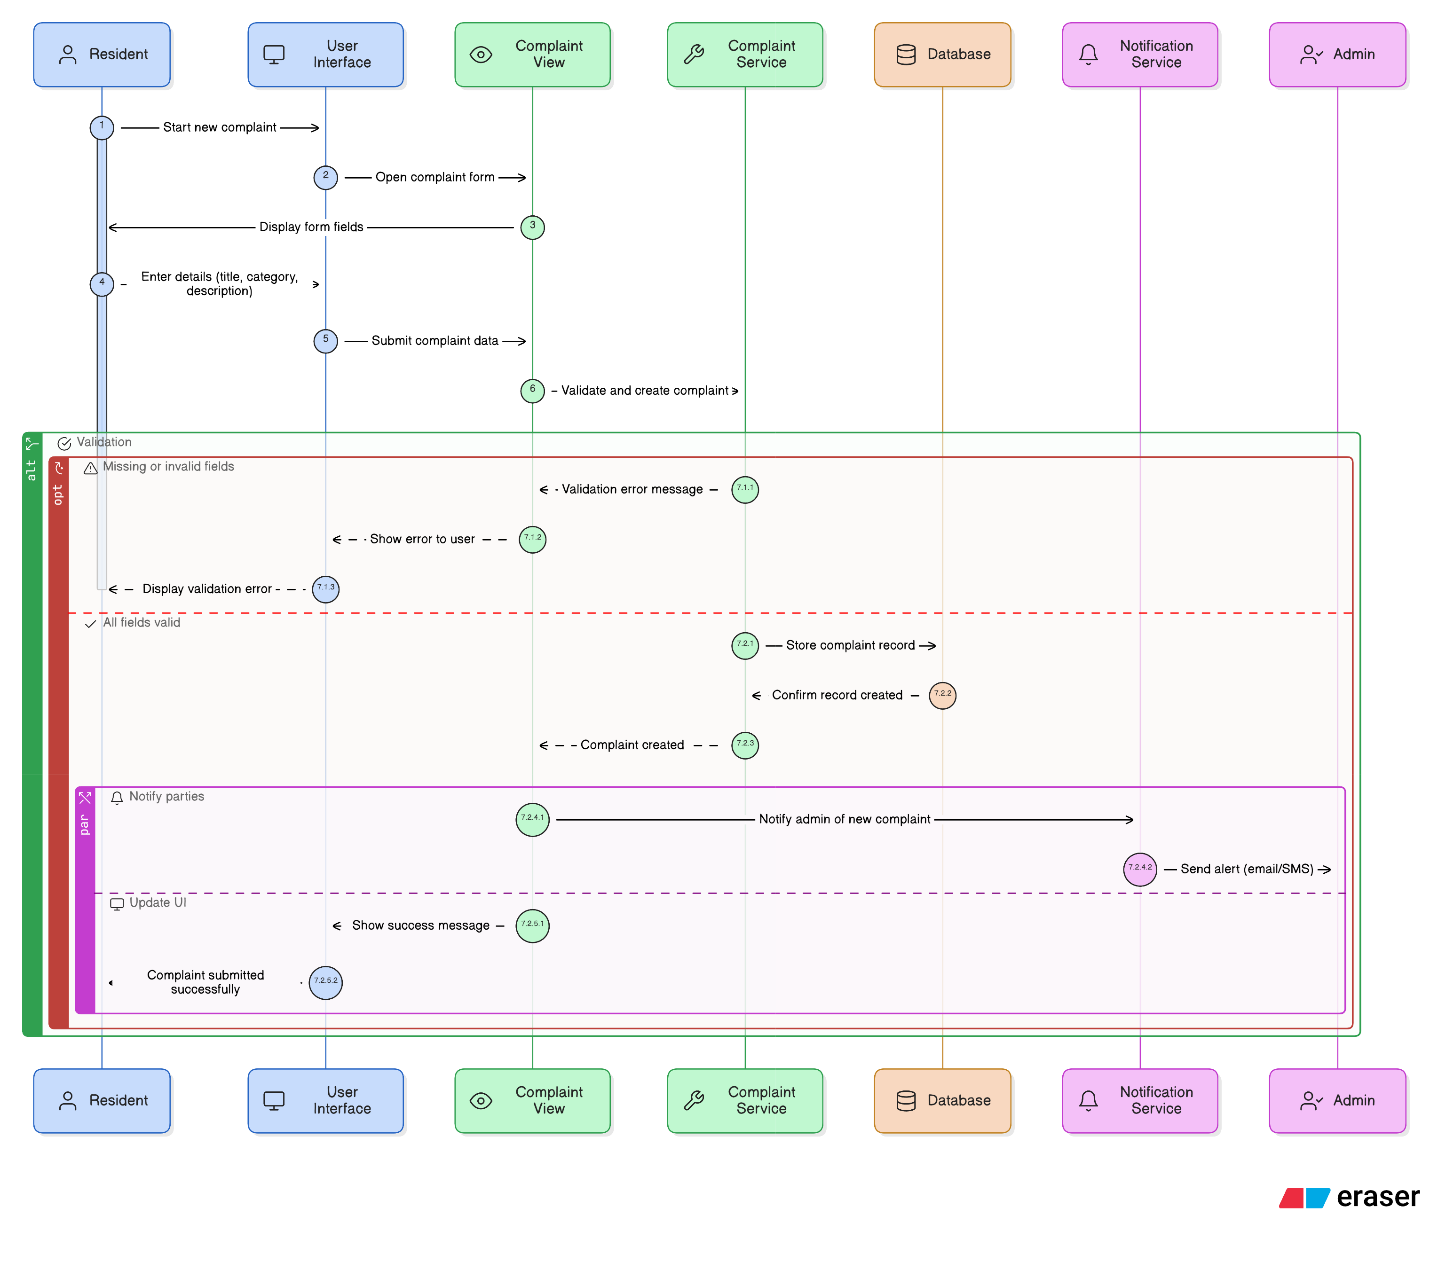 Resident
User
Interface
Complaint
View
Complaint
Service
Database
Notification
Service
Admin
1
Start new complaint
2
Open complaint form
3
Display form fields
4
Enter details (title, category,
description)
5
Submit complaint data
6
Validate and create complaint
alt
Validation
opt
Missing or invalid fields
7.1.1
Validation error message
7.1.2
Show error to user
7.1.3
Display validation error
All fields valid
7.2.1
Store complaint record
7.2.2
Confirm record created
7.2.3
Complaint created
par
Notify parties
7.2.4.1
Notify admin of new complaint
7.2.4.2
Send alert (email/SMS)
Update UI
7.2.5.1
Show success message
7.2.5.2
Complaint submitted
successfully
Resident
User
Interface
Complaint
View
Complaint
Service
Database
Notification
Service
Admin
eraser